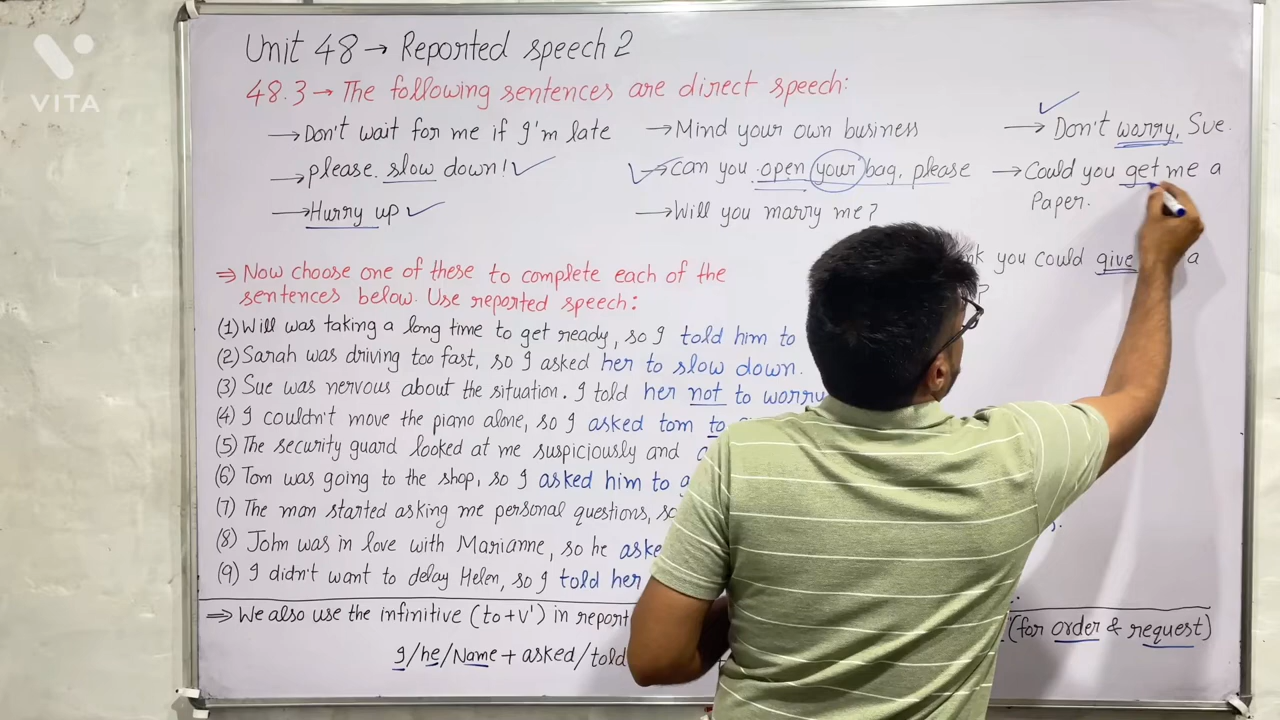 VITA
Unit 48 → Reported speech 2
48.3 → The following sentences are direct speech:
→ Don't wait for me if I'm late
→ please. slow down!
→ Hurry up
→ Mind your own business
→ can you open your bag, please
→ Will you marry me?
→ Don't worry, Sue.
→ Could you get me a
Paper.
you could give a
?
⇒ Now choose one of these to complete each of the
sentences below. Use reported speech:
(1) Will was taking a long time to get ready, so I told him to
(2) Sarah was driving too fast, so I asked her to slow down.
(3) Sue was nervous about the situation. I told her not to worry
(4) I couldn't move the piano alone, so I asked tom to
(5) The security guard looked at me suspiciously and
(6) Tom was going to the shop, so I asked him to
(7) The man started asking me personal questions,
(8) John was in love with Marianne, so he
(9) I didn't want to delay Helen, so I told her
⇒ We also use the infinitive (to+v') in (for order & request)
I/he/Name + asked/told